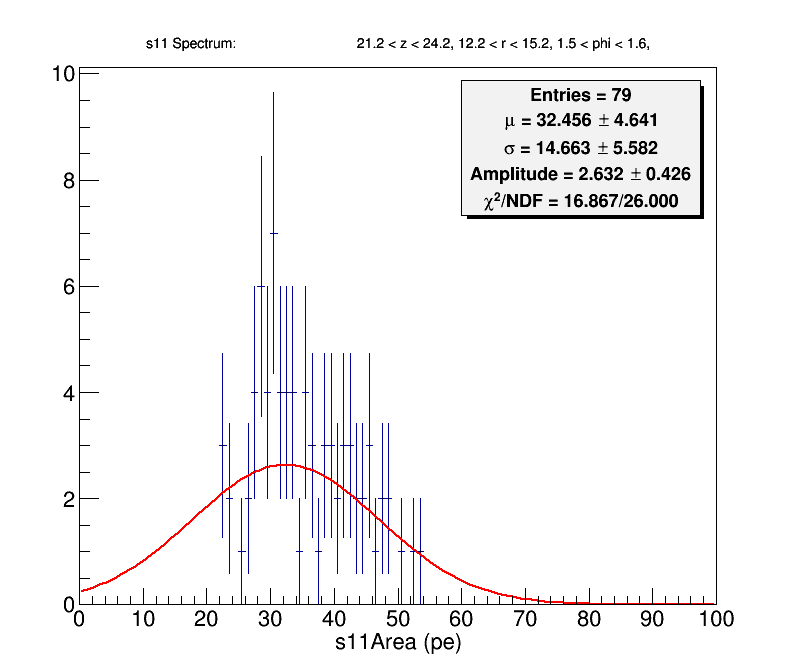 s11 Spectrum: 21.2 < z < 24.2, 12.2 < r < 15.2, 1.5 < phi < 1.6,
Entries = 79
μ = 32.456 ± 4.641
σ = 14.663 ± 5.582
Amplitude = 2.632 ± 0.426
χ²/NDF = 16.867/26.000
10
8
6
4
2
0
0 10 20 30 40 50 60 70 80 90 100
s11Area (pe)